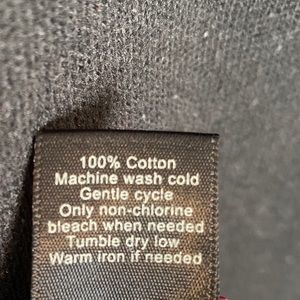 100% Cotton
Machine wash cold
Gentle cycle
Only non-chlorine
bleach when needed
Tumble dry low
Warm iron if needed